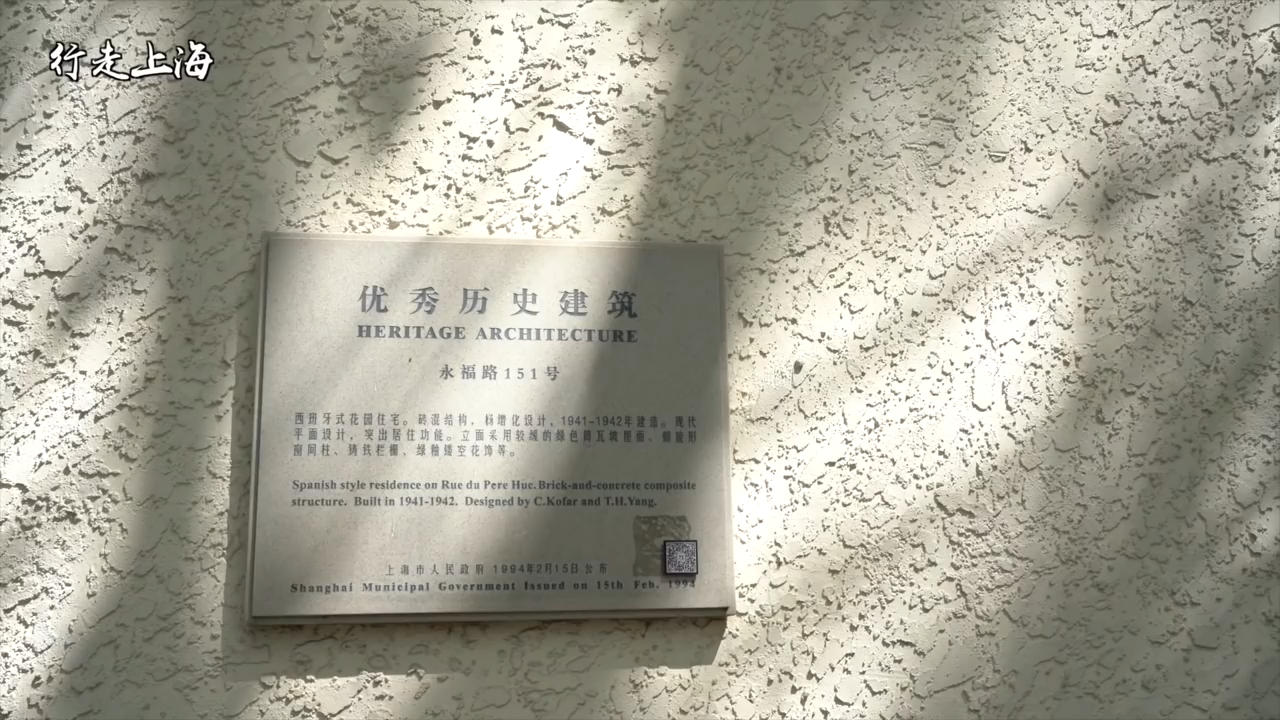 行走上海
优秀历史建筑
HERITAGE ARCHITECTURE
永福路151号
西班牙式花园住宅。砖混结构，杨增化设计，1941-1942年建造。现代
平面设计，突出居住功能。立面采用较缓的绿色筒瓦坡屋面、螺旋形
窗间柱、铸铁栏栅、绿釉镂空花饰等。
Spanish style residence on Rue du Pere Huc. Brick-and-concrete composite
structure. Built in 1941-1942. Designed by C.Kofar and T.H.Yang.
上海市人民政府 1994年2月15日公布
Shanghai Municipal Government Issued on 15th Feb. 1994